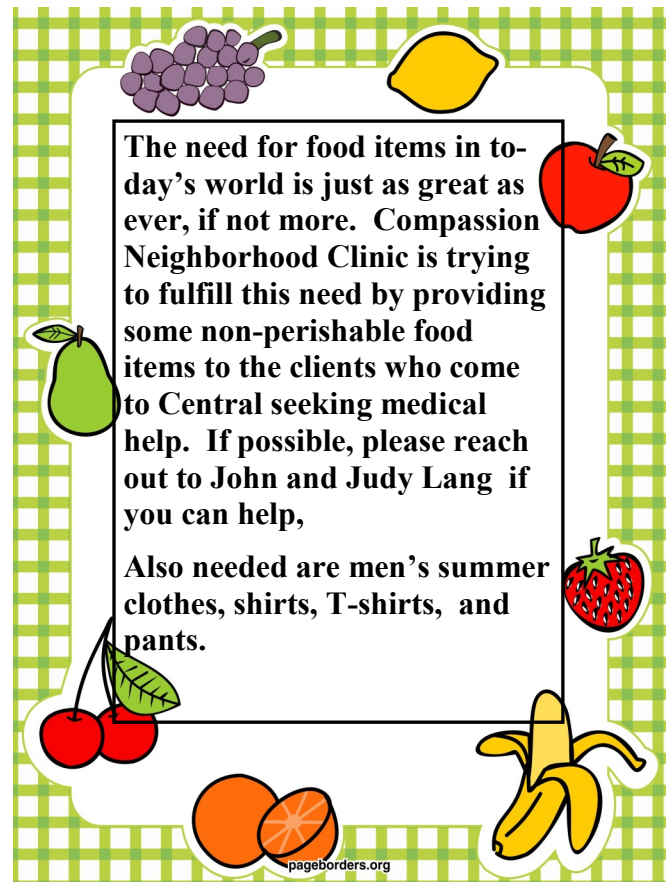 The need for food items in to-
day’s world is just as great as
ever, if not more.  Compassion
Neighborhood Clinic is trying
to fulfill this need by providing
some non-perishable food
items to the clients who come
to Central seeking medical
help.  If possible, please reach
out to John and Judy Lang  if
you can help,
Also needed are men’s summer
clothes, shirts, T-shirts,  and
pants.
pageborders.org